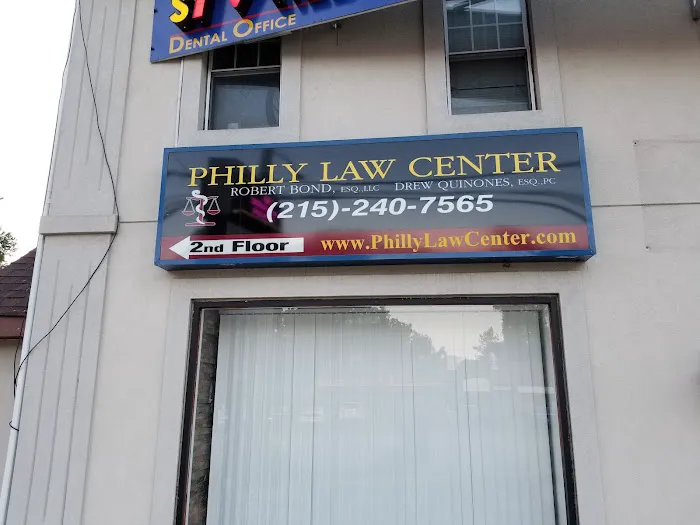 DENTAL OFFICE
PHILLY LAW CENTER
ROBERT BOND, ESQ., LLC DREW QUINONES, ESQ., PC
(215)-240-7565
2nd Floor www.PhillyLawCenter.com